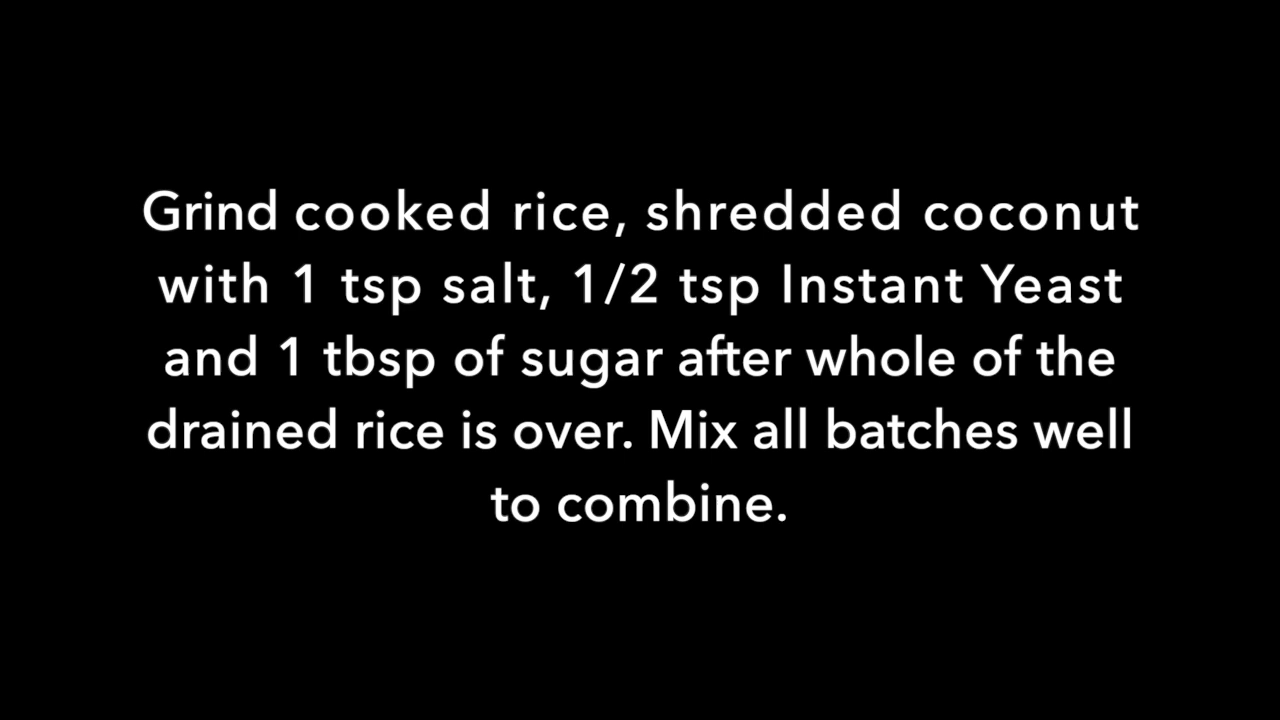 Grind cooked rice, shredded coconut
with 1 tsp salt, 1/2 tsp Instant Yeast
and 1 tbsp of sugar after whole of the
drained rice is over. Mix all batches well
to combine.